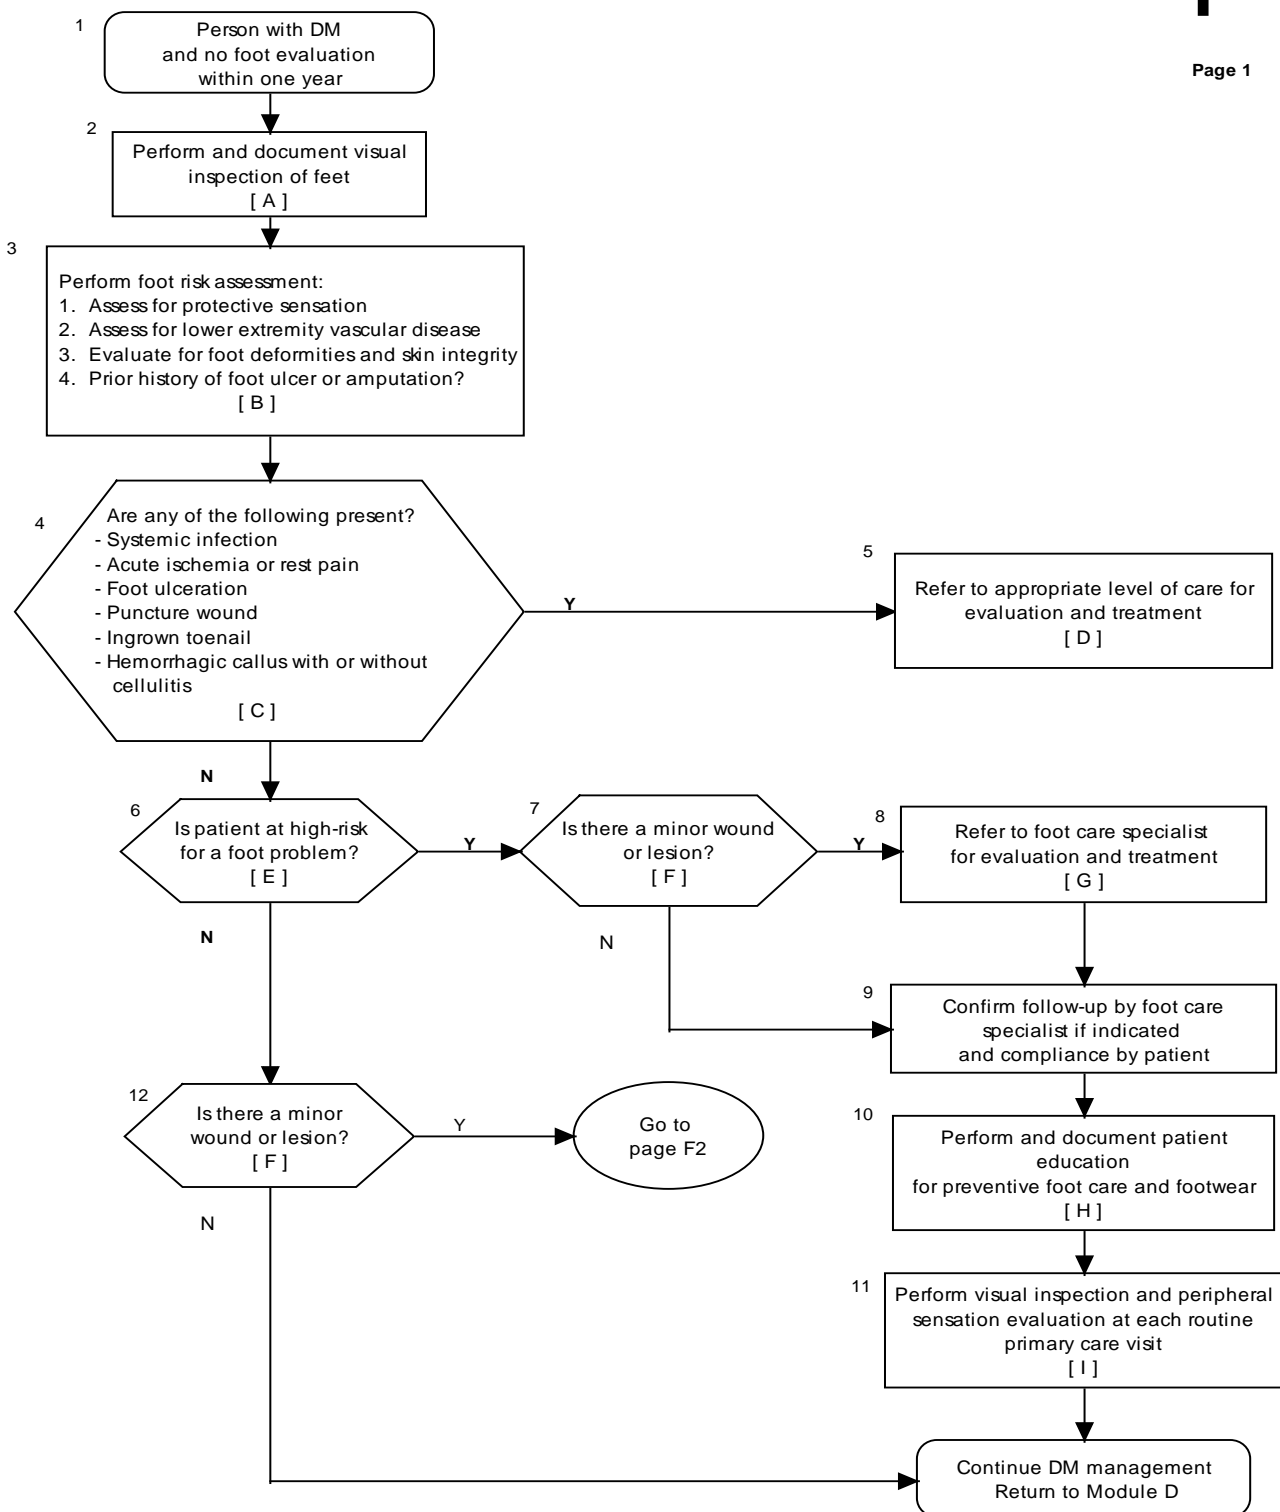 Page 1
1
Person with DM
and no foot evaluation
within one year
2
Perform and document visual
inspection of feet
[ A ]
3
Perform foot risk assessment:
1. Assess for protective sensation
2. Assess for lower extremity vascular disease
3. Evaluate for foot deformities and skin integrity
4. Prior history of foot ulcer or amputation?
[ B ]
4
Are any of the following present?
- Systemic infection
- Acute ischemia or rest pain
- Foot ulceration
- Puncture wound
- Ingrown toenail
- Hemorrhagic callus with or without
cellulitis
[ C ]
Y
5
Refer to appropriate level of care for
evaluation and treatment
[ D ]
N
6
Is patient at high-risk
for a foot problem?
[ E ]
Y
7
Is there a minor wound
or lesion?
[ F ]
Y
8
Refer to foot care specialist
for evaluation and treatment
[ G ]
N
N
9
Confirm follow-up by foot care
specialist if indicated
and compliance by patient
12
Is there a minor
wound or lesion?
[ F ]
Y
Go to
page F2
10
Perform and document patient
education
for preventive foot care and footwear
[ H ]
N
11
Perform visual inspection and peripheral
sensation evaluation at each routine
primary care visit
[ I ]
Continue DM management
Return to Module D